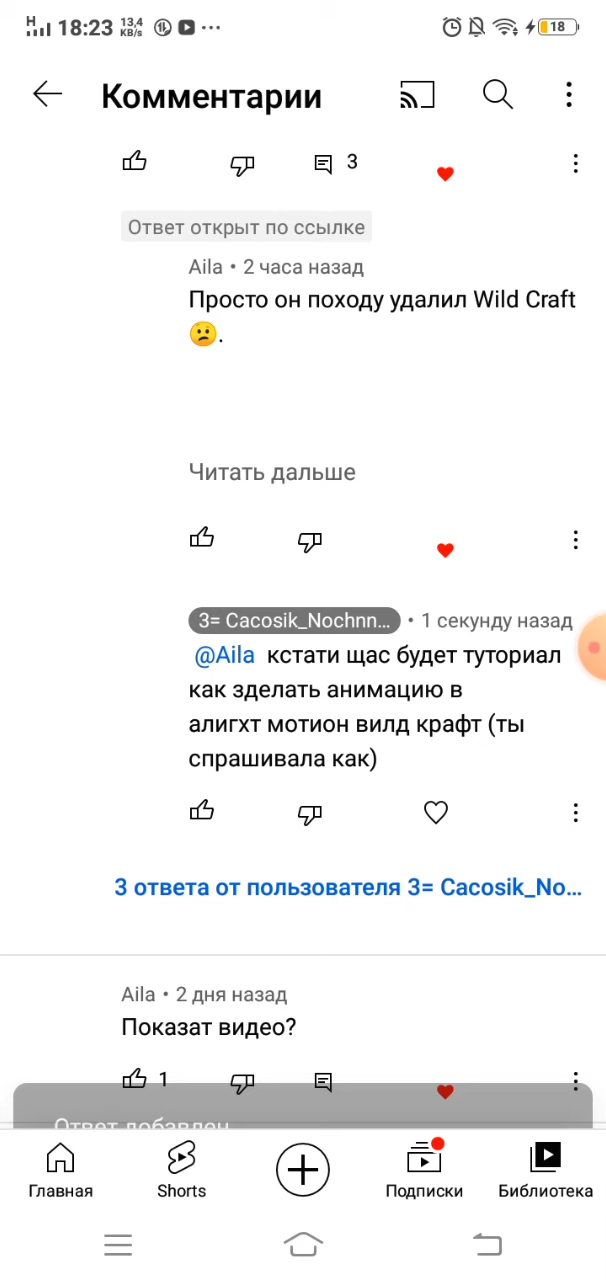 18:23 13,4 KB/s 18
Комментарии
3
Ответ открыт по ссылке
Aila • 2 часа назад
Просто он походу удалил Wild Craft
.
Читать дальше
3= Cacosik_Nochnn... • 1 секунду назад
@Aila кстати щас будет туториал
как зделать анимацию в
алигхт мотион вилд крафт (ты
спрашивала как)
3 ответа от пользователя 3= Cacosik_No...
Aila • 2 дня назад
Показат видео?
1
Ответ добавлен
Главная Shorts Подписки Библиотека